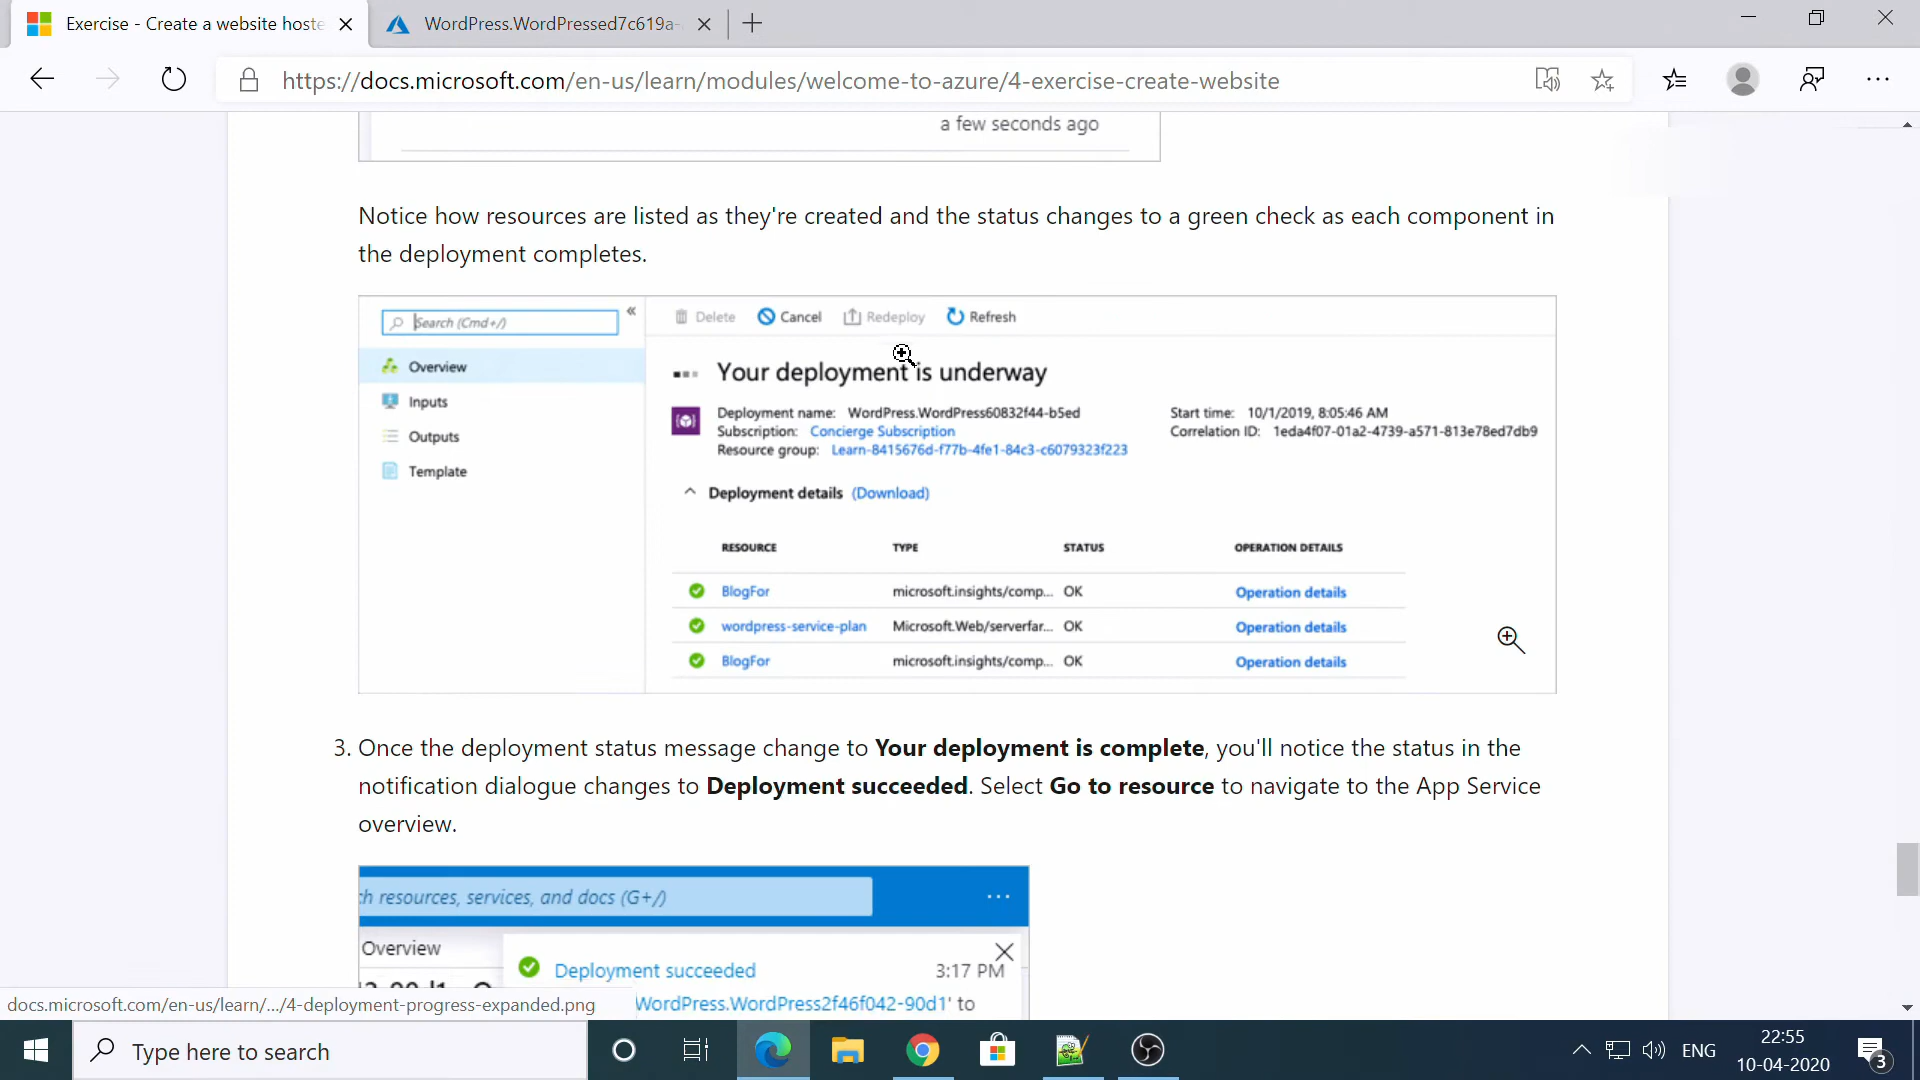 Exercise - Create a website hoste
WordPress.WordPressed7c619a-
https://docs.microsoft.com/en-us/learn/modules/welcome-to-azure/4-exercise-create-website
a few seconds ago
Notice how resources are listed as they're created and the status changes to a green check as each component in
the deployment completes.
Search (Cmd+/)
«
Delete Cancel Redeploy Refresh
Overview
Inputs
Outputs
Template
Your deployment is underway
Deployment name: WordPress.WordPress60832f44-b5ed
Subscription: Concierge Subscription
Resource group: Learn-8415676d-f77b-4fe1-84c3-c6079323f223
Start time: 10/1/2019, 8:05:46 AM
Correlation ID: 1eda4f07-01a2-4739-a571-813e78ed7db9
Deployment details (Download)
RESOURCE TYPE STATUS OPERATION DETAILS
BlogFor microsoft.insights/comp... OK Operation details
wordpress-service-plan Microsoft.Web/serverfar... OK Operation details
BlogFor microsoft.insights/comp... OK Operation details
3. Once the deployment status message change to Your deployment is complete, you'll notice the status in the
notification dialogue changes to Deployment succeeded. Select Go to resource to navigate to the App Service
overview.
ch resources, services, and docs (G+/)
...
Overview
Deployment succeeded 3:17 PM
WordPress.WordPress2f46f042-90d1' to
docs.microsoft.com/en-us/learn/.../4-deployment-progress-expanded.png
Type here to search
ENG
22:55
10-04-2020
3